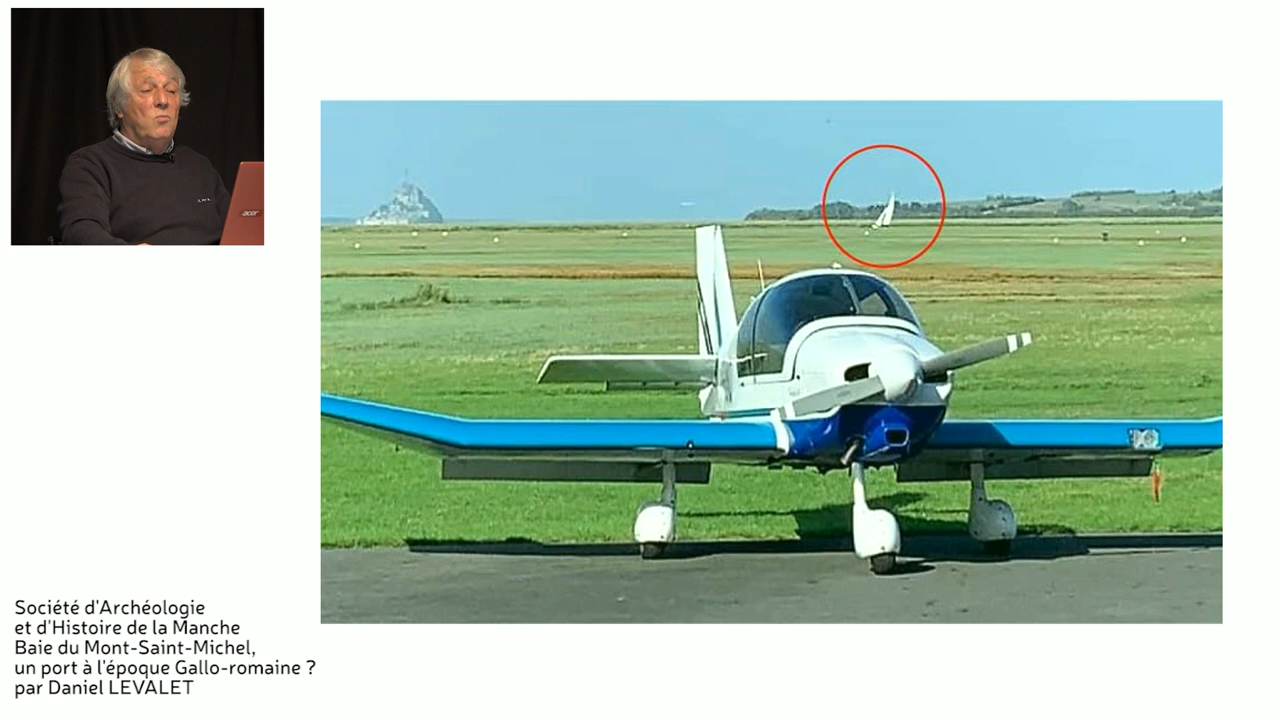 acer
Société d'Archéologie
et d'Histoire de la Manche
Baie du Mont-Saint-Michel,
un port à l'époque Gallo-romaine ?
par Daniel LEVALET